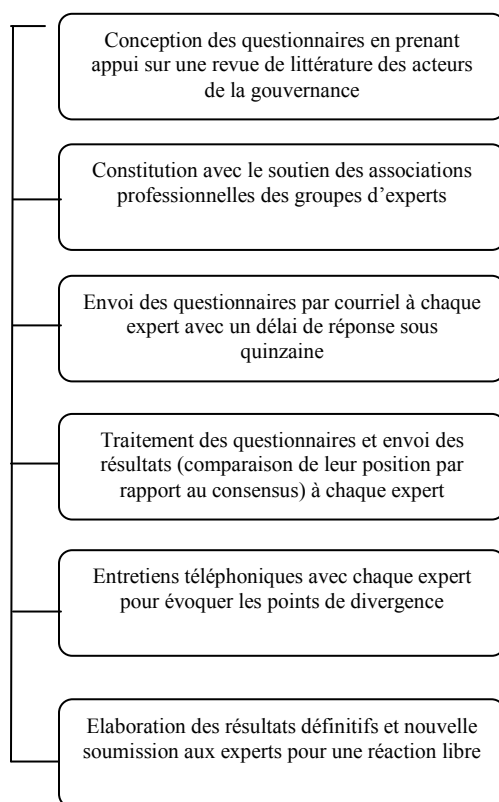 Conception des questionnaires en prenant
appui sur une revue de littérature des acteurs
de la gouvernance
Constitution avec le soutien des associations
professionnelles des groupes d'experts
Envoi des questionnaires par courriel à chaque
expert avec un délai de réponse sous
quinzaine
Traitement des questionnaires et envoi des
résultats (comparaison de leur position par
rapport au consensus) à chaque expert
Entretiens téléphoniques avec chaque expert
pour évoquer les points de divergence
Elaboration des résultats définitifs et nouvelle
soumission aux experts pour une réaction libre